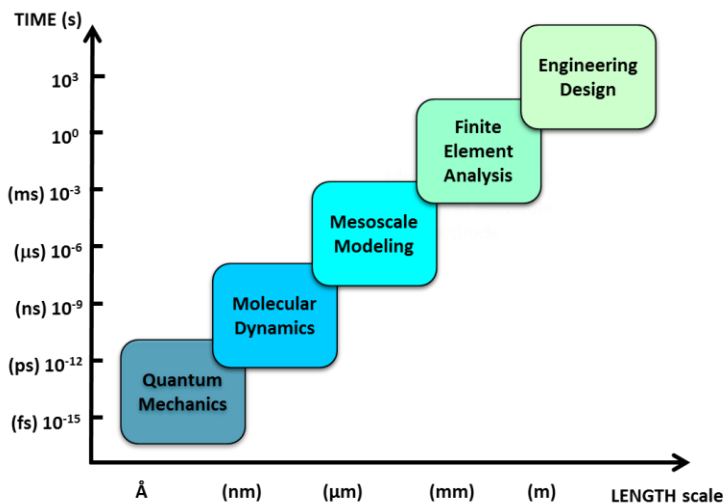 TIME (s)
10³
10⁰
(ms) 10⁻³
(μs) 10⁻⁶
(ns) 10⁻⁹
(ps) 10⁻¹²
(fs) 10⁻¹⁵
Engineering
Design
Finite
Element
Analysis
Mesoscale
Modeling
Molecular
Dynamics
Quantum
Mechanics
Å (nm) (μm) (mm) (m) LENGTH scale